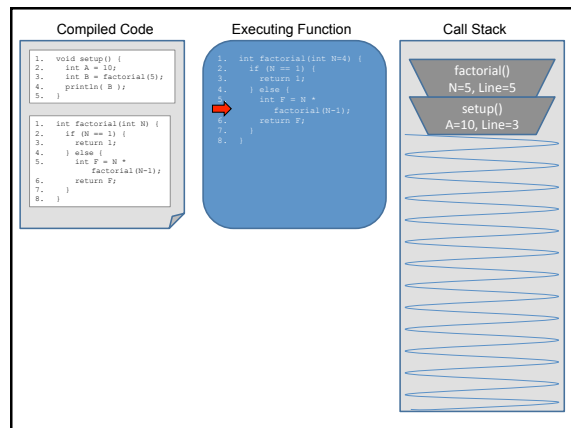 Compiled Code
1. void setup() {
2. int A = 10;
3. int B = factorial(5);
4. println( B );
5. }
1. int factorial(int N) {
2. if (N == 1) {
3. return 1;
4. } else {
5. int F = N *
factorial(N-1);
6. return F;
7. }
8. }
Executing Function
1. int factorial(int N=4) {
2. if (N == 1) {
3. return 1;
4. } else {
5. int F = N *
factorial(N-1);
6. return F;
7. }
8. }
Call Stack
factorial()
N=5, Line=5
setup()
A=10, Line=3